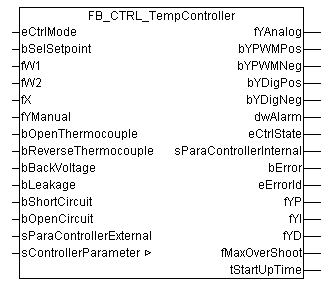 FB_CTRL_TempController
eCtrlMode fYAnalog
bSelSetpoint bYPWMPos
fW1 bYPWMNeg
fW2 bYDigPos
fX bYDigNeg
fYManual dwAlarm
bOpenThermocouple eCtrlState
bReverseThermocouple sParaControllerInternal
bBackVoltage bError
bLeakage eErrorId
bShortCircuit fYP
bOpenCircuit fYI
sParaControllerExternal fYD
sControllerParameter ▷ fMaxOverShoot
tStartUpTime